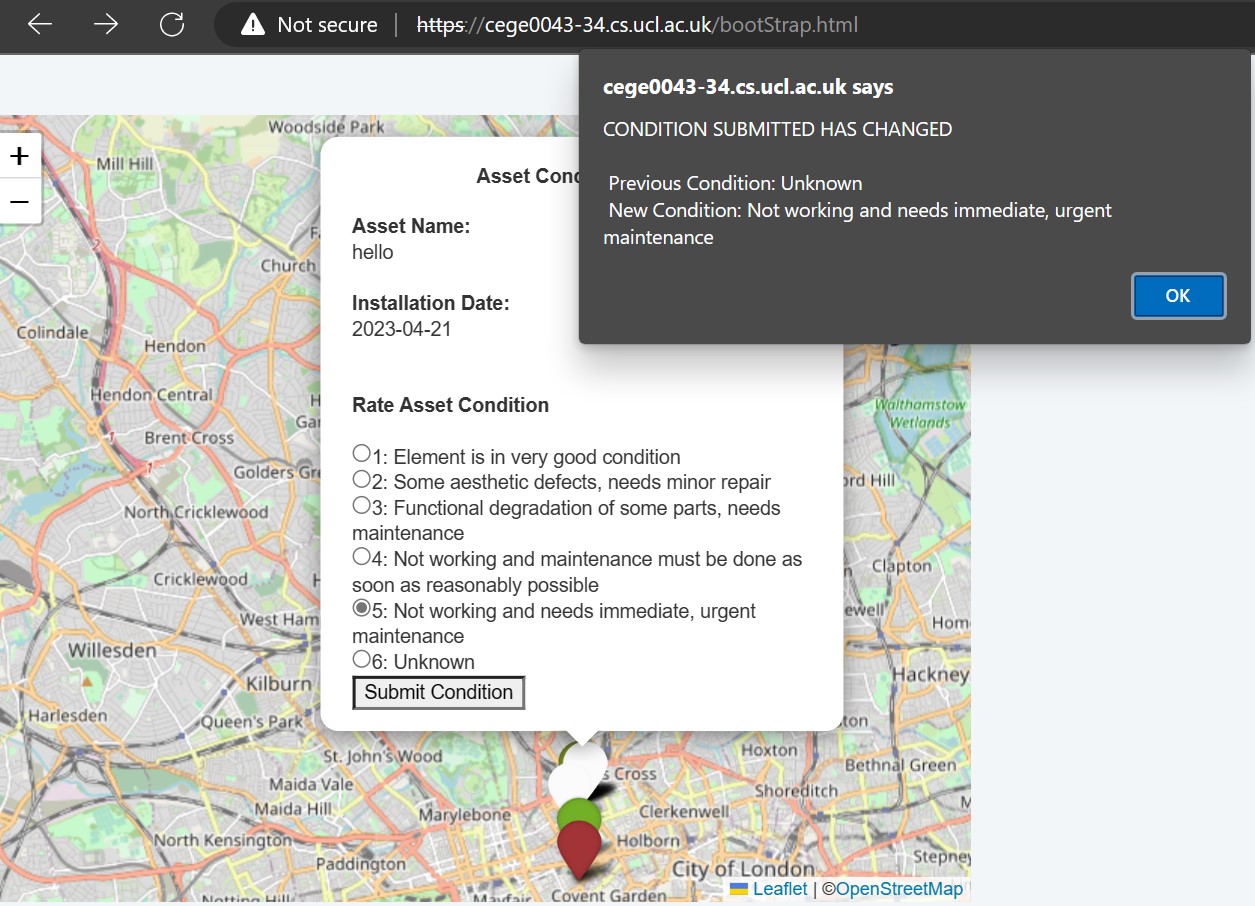 Not secure | https://cege0043-34.cs.ucl.ac.uk/bootStrap.html
cege0043-34.cs.ucl.ac.uk says
CONDITION SUBMITTED HAS CHANGED
Previous Condition: Unknown
New Condition: Not working and needs immediate, urgent
maintenance
OK
+
−
Asset
Asset Name:
hello
Installation Date:
2023-04-21
Rate Asset Condition
1: Element is in very good condition
2: Some aesthetic defects, needs minor repair
3: Functional degradation of some parts, needs
maintenance
4: Not working and maintenance must be done as
soon as reasonably possible
5: Not working and needs immediate, urgent
maintenance
6: Unknown
Submit Condition
Woodside Park
Mill Hill
Church
Colindale
Hendon
Hendon Central
Brent Cross
Golders
North Cricklewood
Cricklewood
West Ham
Willesden
Kilburn
Harlesden
Queen's Park
St. John's Wood
Maida Vale
Maida Hill
Marylebone
North Kensington
Paddington
Notting Hill
Mayfair
Covent Garden
Holborn
City of London
Clerkenwell
Cross
Hoxton
Shoreditch
Bethnal Green
Stepney
Hackney
Clapton
Walthamstow
Wetlands
Hill
2
1
1
Leaflet | ©OpenStreetMap